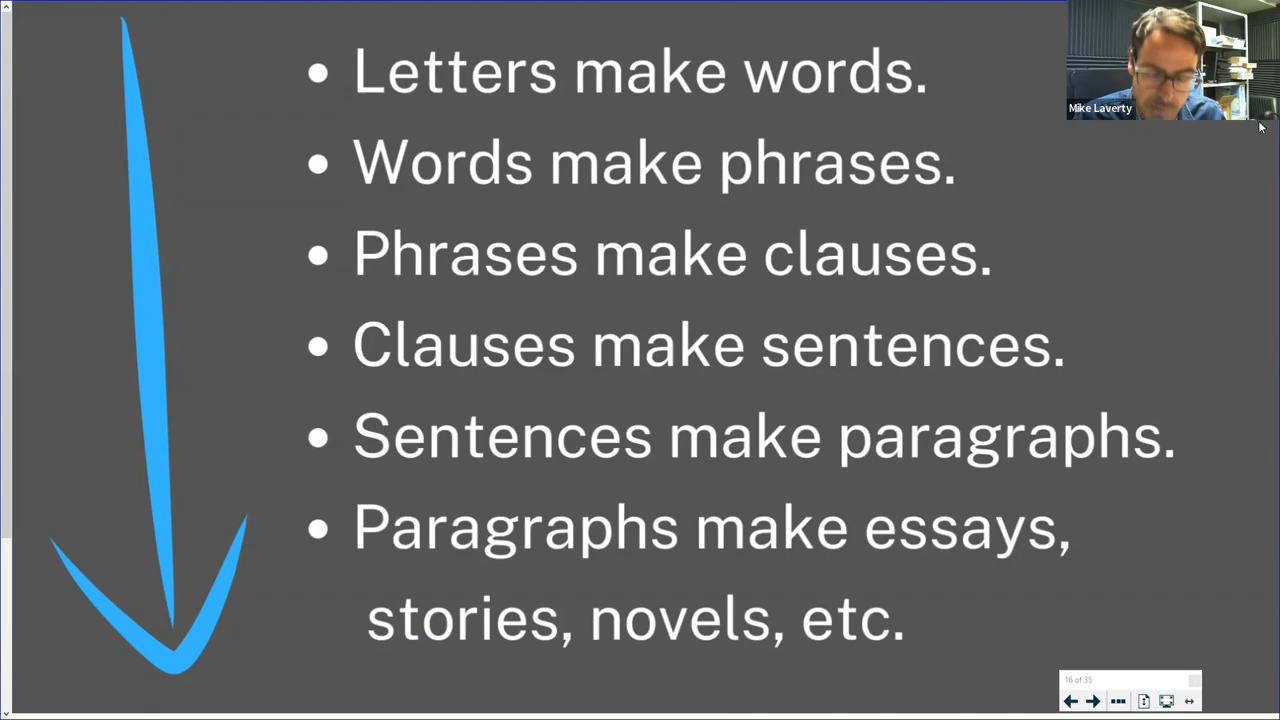 • Letters make words.
• Words make phrases.
• Phrases make clauses.
• Clauses make sentences.
• Sentences make paragraphs.
• Paragraphs make essays,
stories, novels, etc.
Mike Laverty
16 of 35